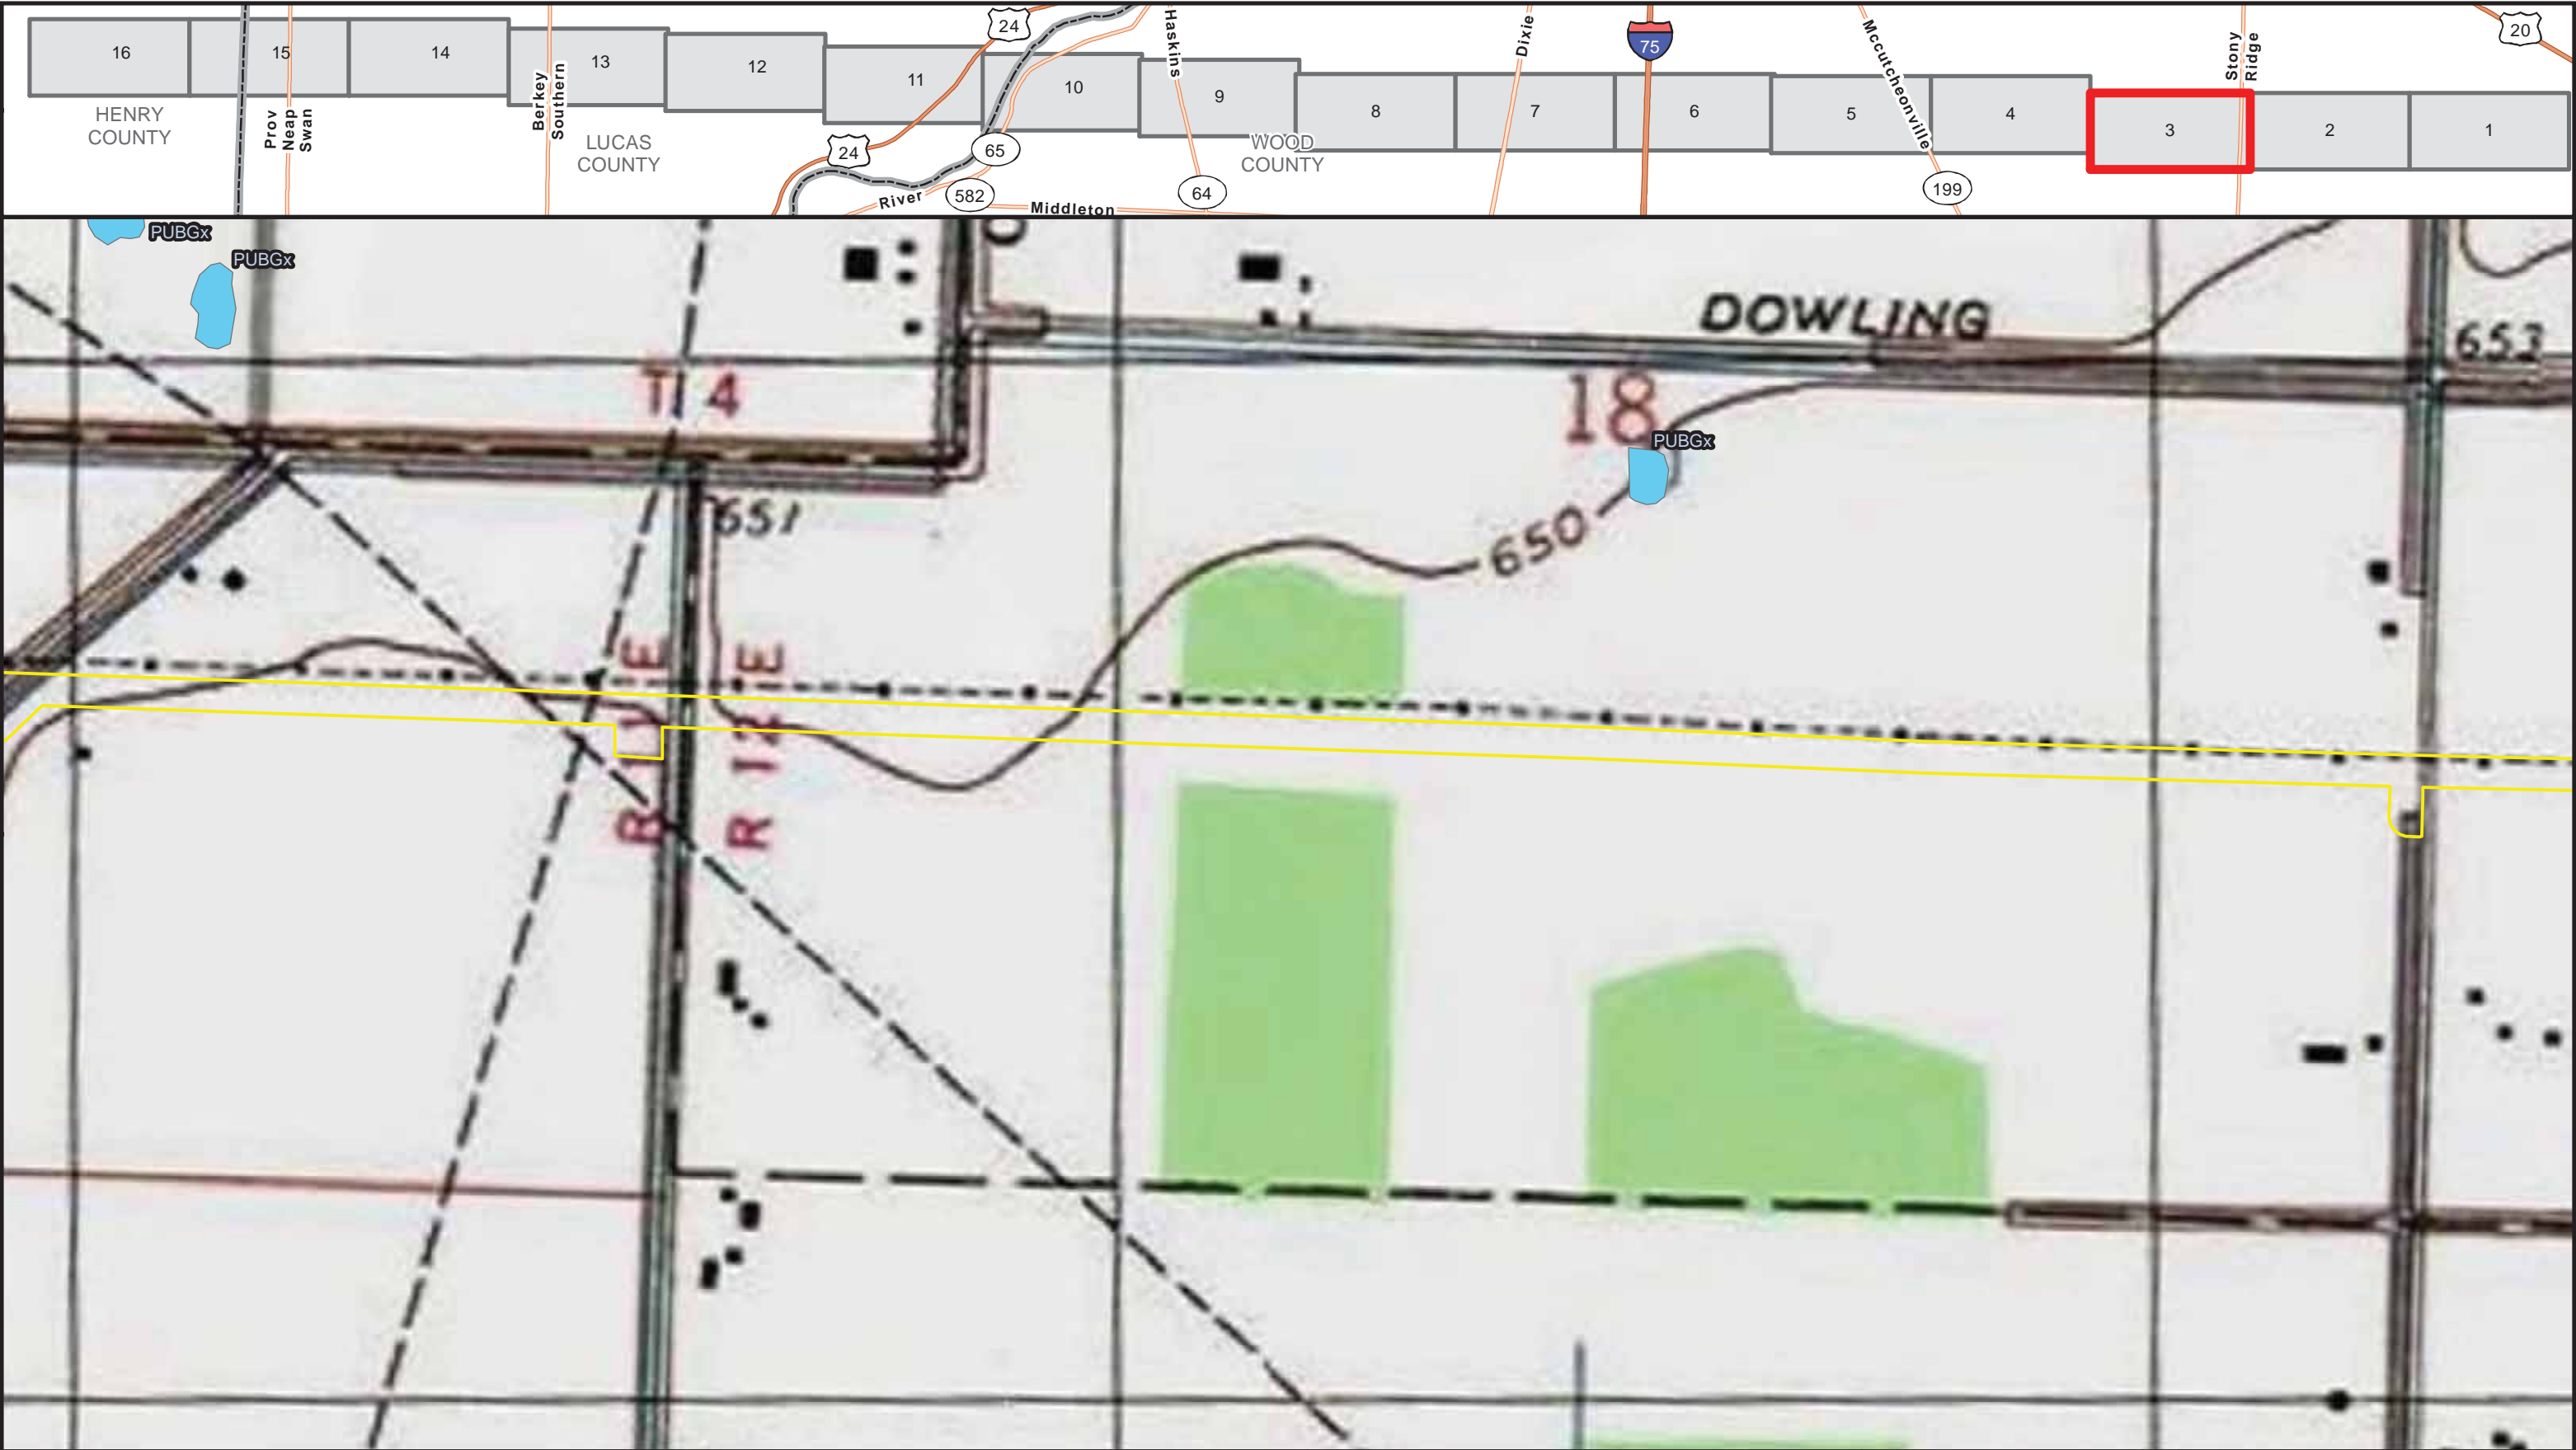 16
15
14
13
12
11
10
9
8
7
6
5
4
3
2
1
HENRY
COUNTY
Prov
Neap
Swan
Berkey
Southern
LUCAS
COUNTY
24
24
65
582
River
Middleton
Haskins
64
WOOD
COUNTY
Dixie
75
Mccutcheonville
199
Stony
Ridge
20
PUBGx
PUBGx
DOWLING
653
T 4
18
PUBGx
651
650
R 11 E
R 12 E